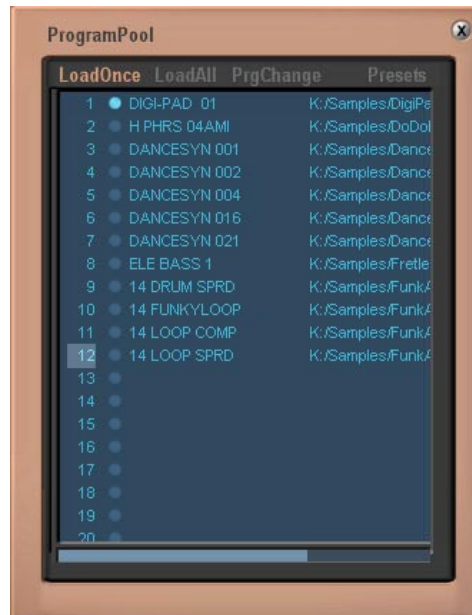 ProgramPool x
LoadOnce LoadAll PrgChange Presets
1 DIGI-PAD 01 K:/Samples/DigiPa
2 H PHRS 04AMI K:/Samples/DoDol
3 DANCESYN 001 K:/Samples/Dance
4 DANCESYN 002 K:/Samples/Dance
5 DANCESYN 004 K:/Samples/Dance
6 DANCESYN 016 K:/Samples/Dance
7 DANCESYN 021 K:/Samples/Dance
8 ELE BASS 1 K:/Samples/Fretle
9 14 DRUM SPRD K:/Samples/FunkA
10 14 FUNKYLOOP K:/Samples/FunkA
11 14 LOOP COMP K:/Samples/FunkA
12 14 LOOP SPRD K:/Samples/FunkA
13
14
15
16
17
18
19
20